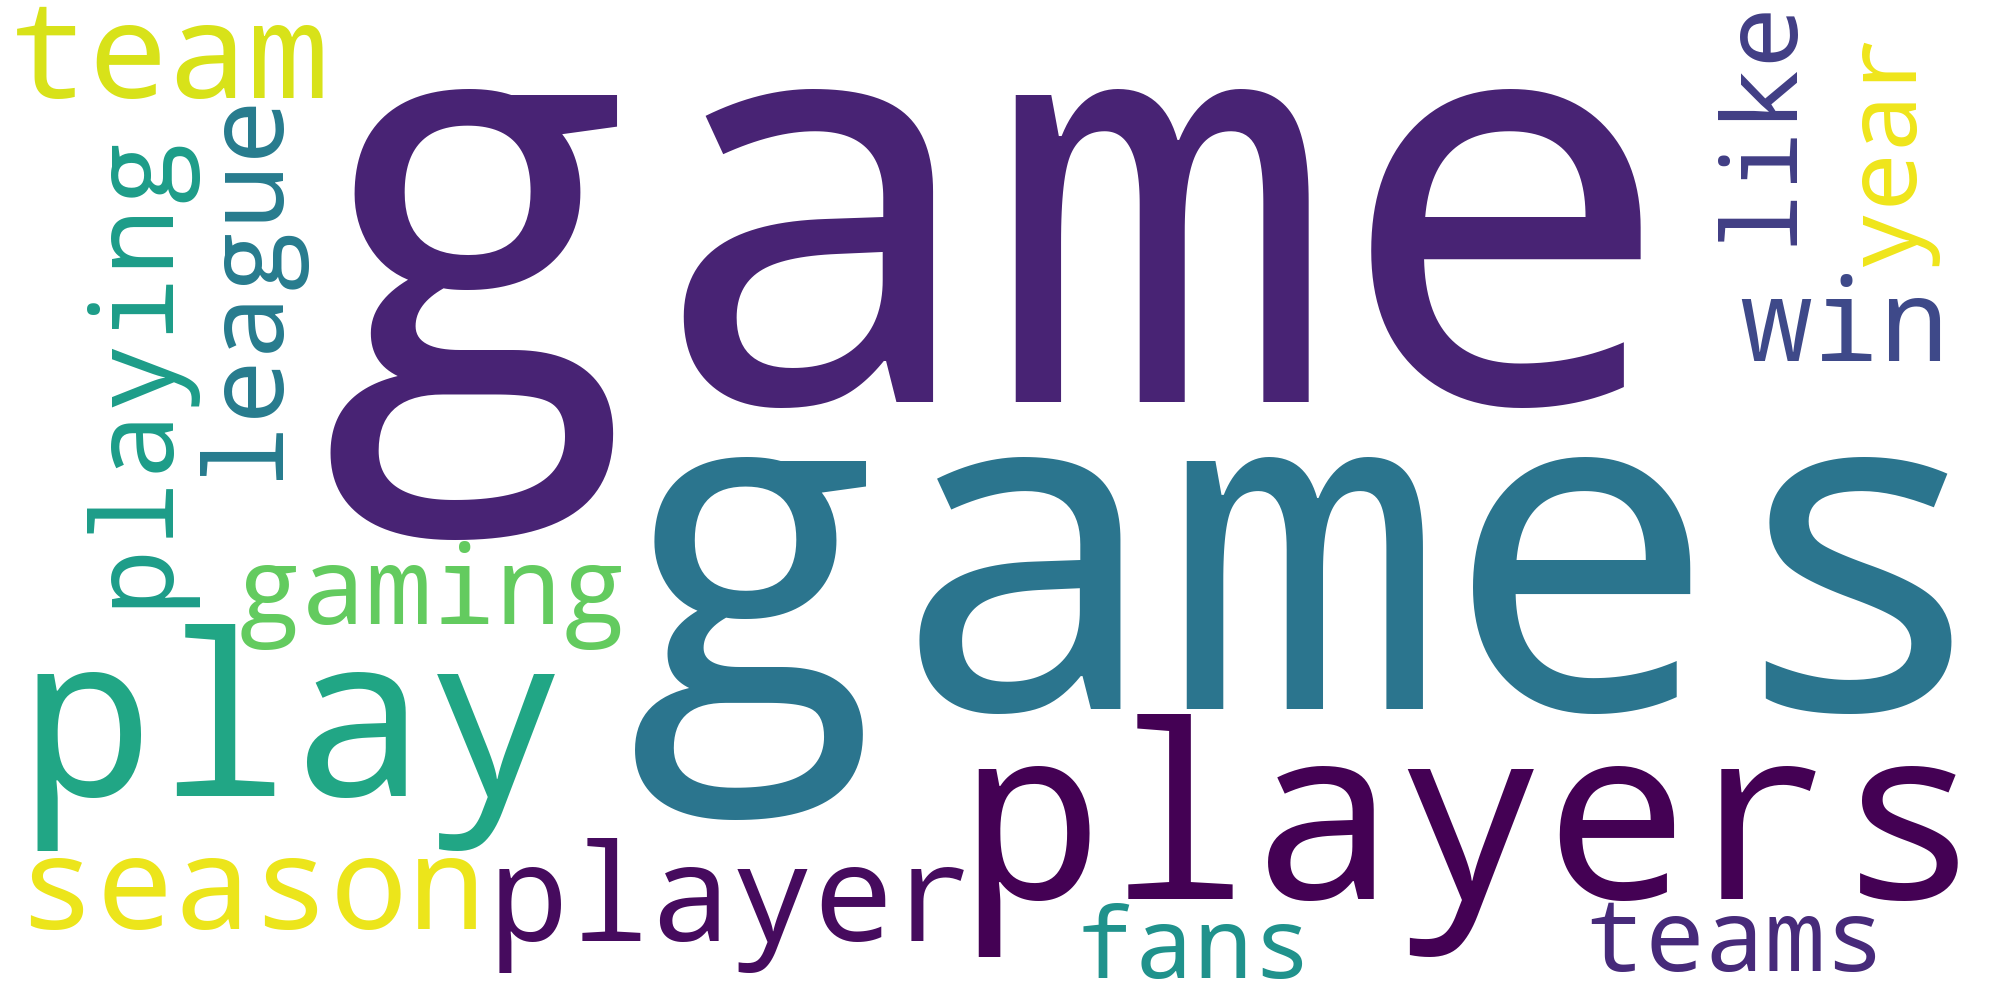 team
game
like
year
league
playing
win
games
gaming
play
players
season
player
fans
teams